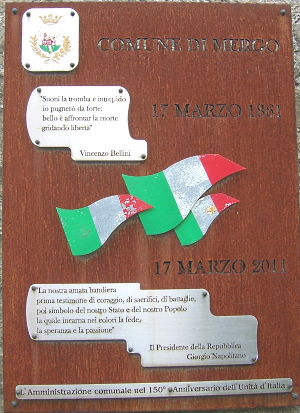 COMUNE DI MERGO
"Suoni la tromba e intrepido
io pugnerò da forte:
bello è affrontar la morte
gridando libertà"
Vincenzo Bellini
17 MARZO 1861
17 MARZO 2011
"La nostra amata bandiera
prima testimone di coraggio, di sacrifici, di battaglie,
poi simbolo del nostro Stato e del nostro Popolo
la quale incarna nei colori la fede,
la speranza e la passione"
Il Presidente della Repubblica
Giorgio Napolitano
L'Amministrazione comunale nel 150° Anniversario dell'Unità d'Italia